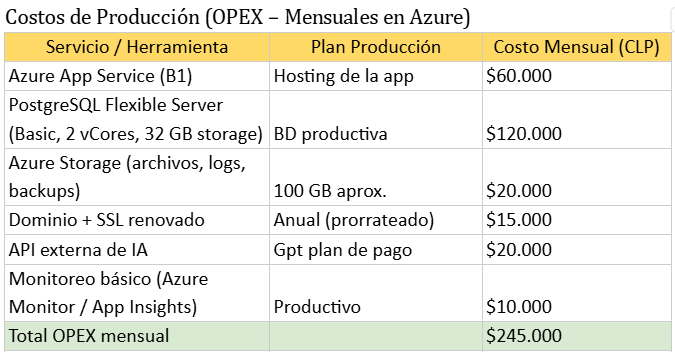 Costos de Producción (OPEX – Mensuales en Azure)
Servicio / Herramienta Plan Producción Costo Mensual (CLP)
Azure App Service (B1) Hosting de la app $60.000
PostgreSQL Flexible Server
(Basic, 2 vCores, 32 GB storage) BD productiva $120.000
Azure Storage (archivos, logs,
backups) 100 GB aprox. $20.000
Dominio + SSL renovado Anual (prorrateado) $15.000
API externa de IA Gpt plan de pago $20.000
Monitoreo básico (Azure
Monitor / App Insights) Productivo $10.000
Total OPEX mensual $245.000